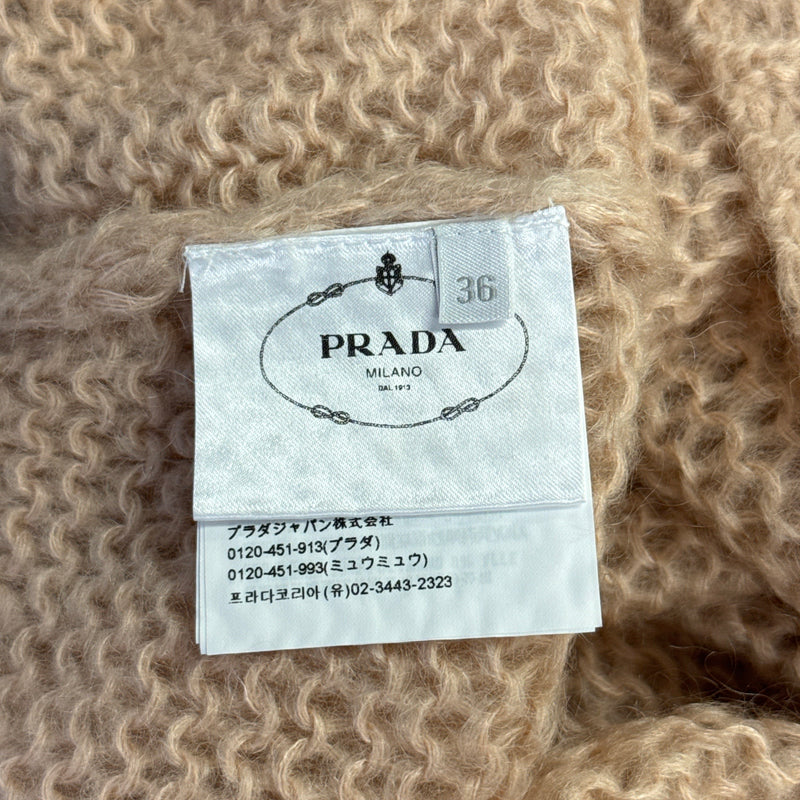 36
PRADA
MILANO
DAL 1913
プラダジャパン株式会社
0120-451-913(プラダ)
0120-451-993(ミュウミュウ)
프라다코리아(유)02-3443-2323